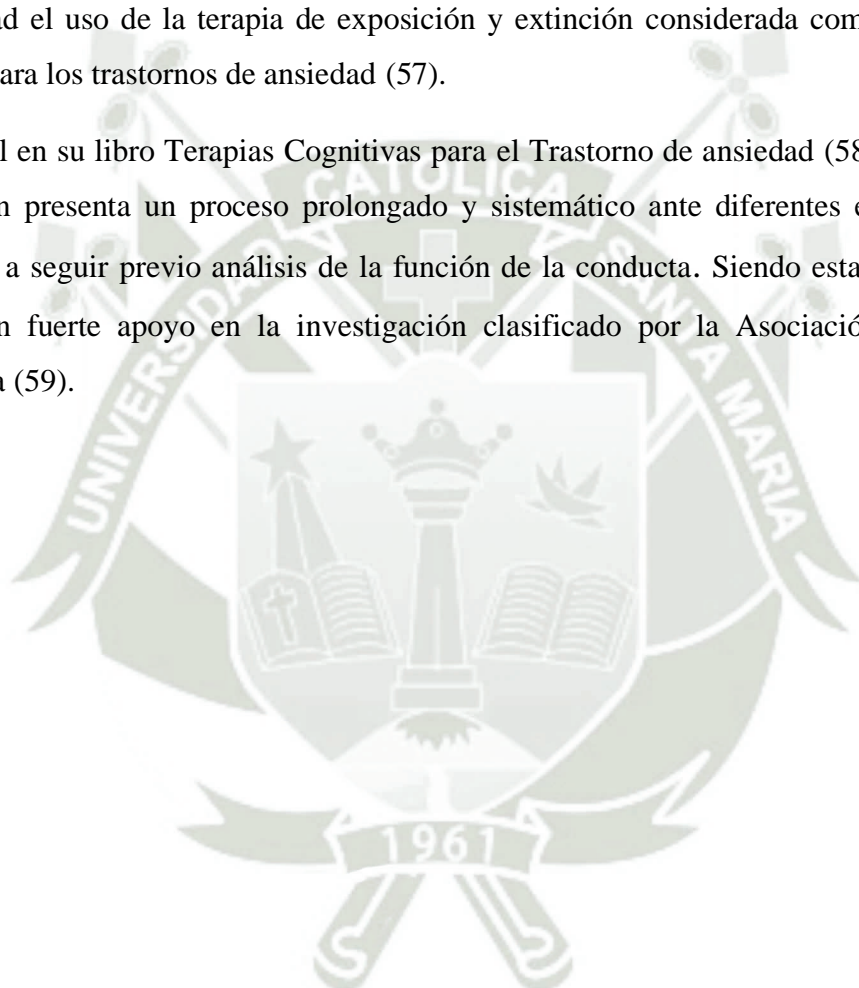 ad el uso de la terapia de exposición y extinción considerada com
ara los trastornos de ansiedad (57).
l en su libro Terapias Cognitivas para el Trastorno de ansiedad (58
n presenta un proceso prolongado y sistemático ante diferentes e
a seguir previo análisis de la función de la conducta. Siendo esta
n fuerte apoyo en la investigación clasificado por la Asociació
a (59).
UNIVERSIDAD CATOLICA SANTA MARIA
1961